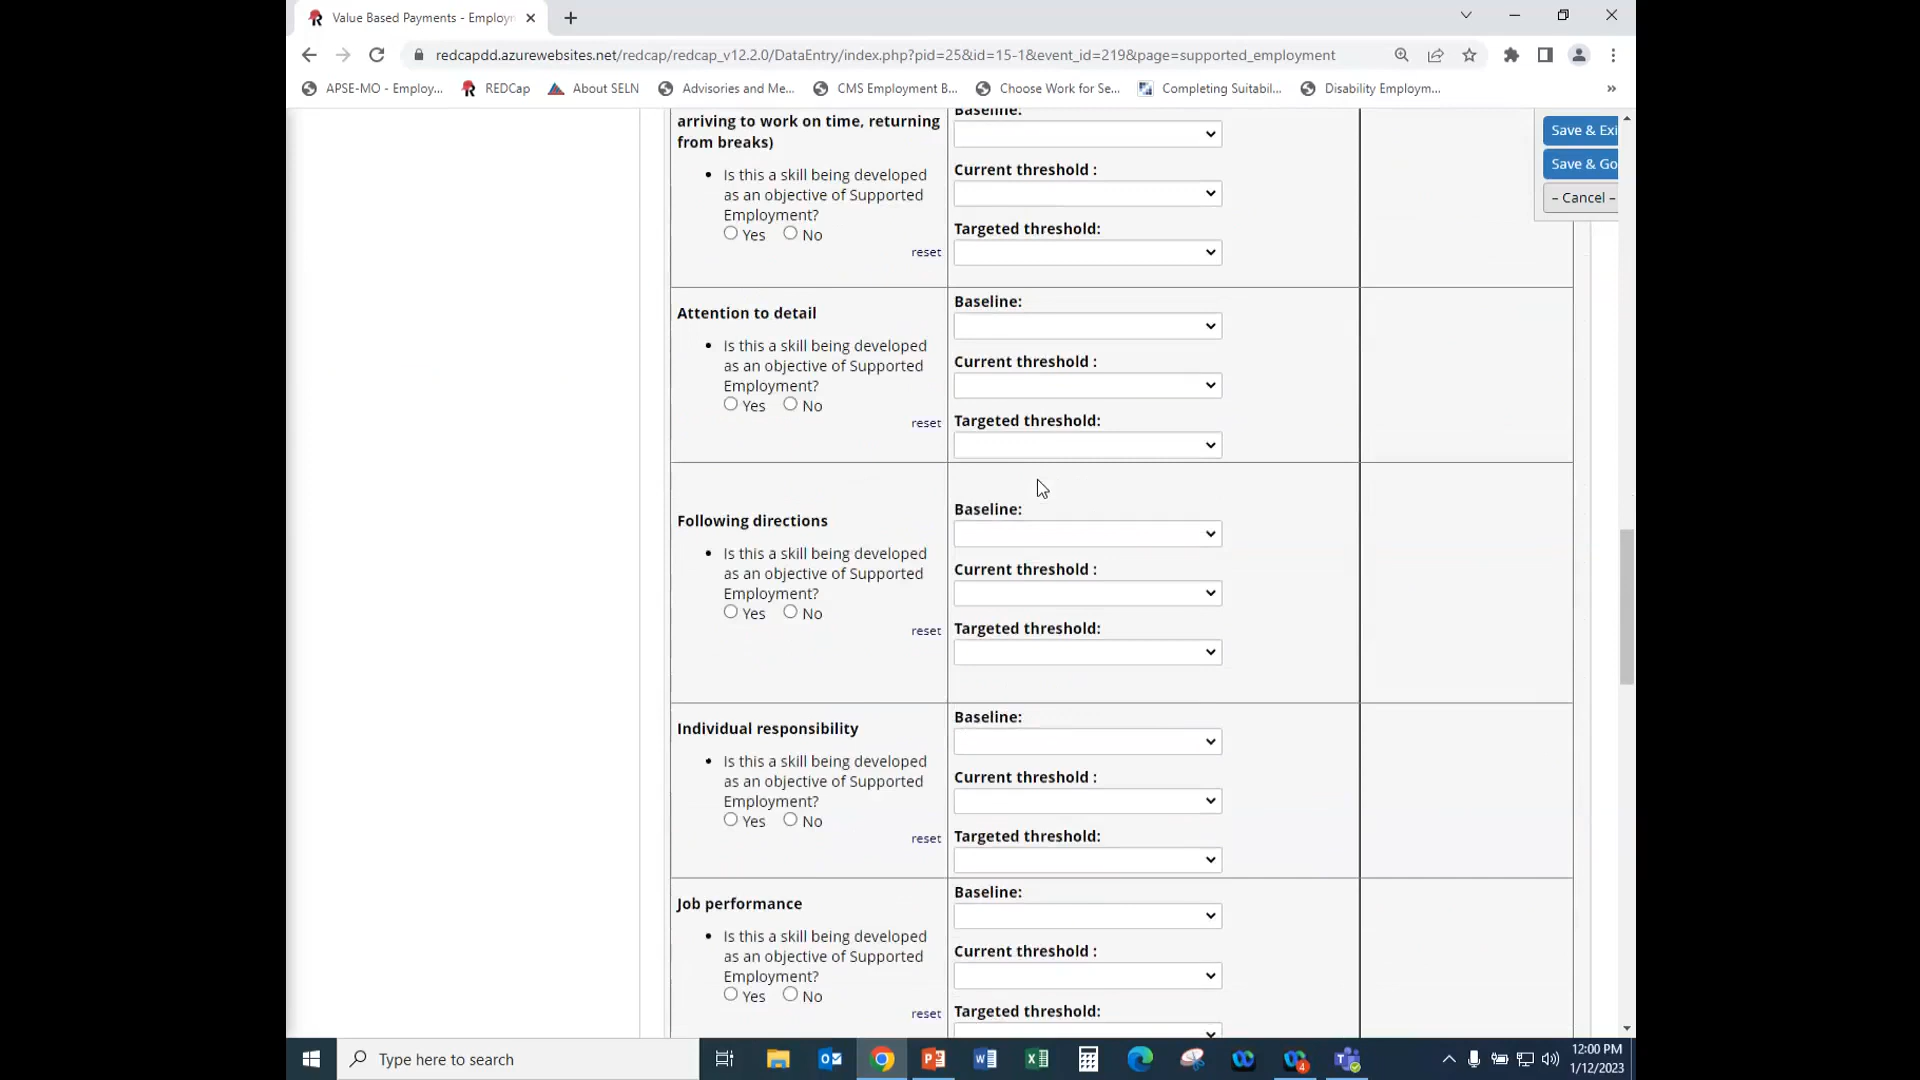 Value Based Payments - Employm
redcapdd.azurewebsites.net/redcap/redcap_v12.2.0/DataEntry/index.php?pid=25&id=15-1&event_id=219&page=supported_employment
APSE-MO - Employ... REDCap About SELN Advisories and Me... CMS Employment B... Choose Work for Se... Completing Suitabil... Disability Employm... »
arriving to work on time, returning
from breaks)
Is this a skill being developed
as an objective of Supported
Employment?
Yes No
reset
Baseline:
Current threshold :
Targeted threshold:
Save & Exi
Save & Go
– Cancel –
Attention to detail
Is this a skill being developed
as an objective of Supported
Employment?
Yes No
reset
Baseline:
Current threshold :
Targeted threshold:
Following directions
Is this a skill being developed
as an objective of Supported
Employment?
Yes No
reset
Baseline:
Current threshold :
Targeted threshold:
Individual responsibility
Is this a skill being developed
as an objective of Supported
Employment?
Yes No
reset
Baseline:
Current threshold :
Targeted threshold:
Job performance
Is this a skill being developed
as an objective of Supported
Employment?
Yes No
reset
Baseline:
Current threshold :
Targeted threshold:
Type here to search
12:00 PM
1/12/2023